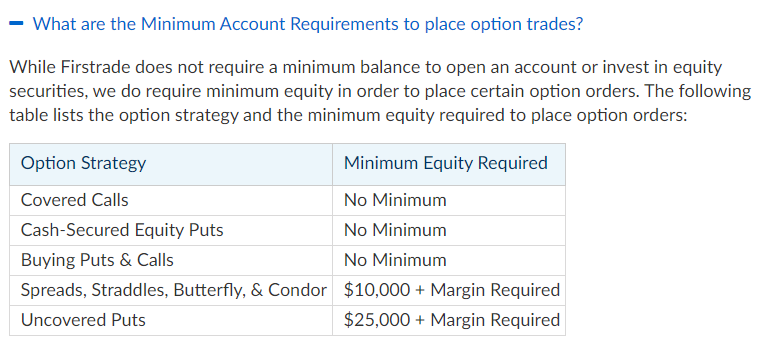 What are the Minimum Account Requirements to place option trades?
While Firstrade does not require a minimum balance to open an account or invest in equity
securities, we do require minimum equity in order to place certain option orders. The following
table lists the option strategy and the minimum equity required to place option orders:
Option Strategy Minimum Equity Required
Covered Calls No Minimum
Cash-Secured Equity Puts No Minimum
Buying Puts & Calls No Minimum
Spreads, Straddles, Butterfly, & Condor $10,000 + Margin Required
Uncovered Puts $25,000 + Margin Required